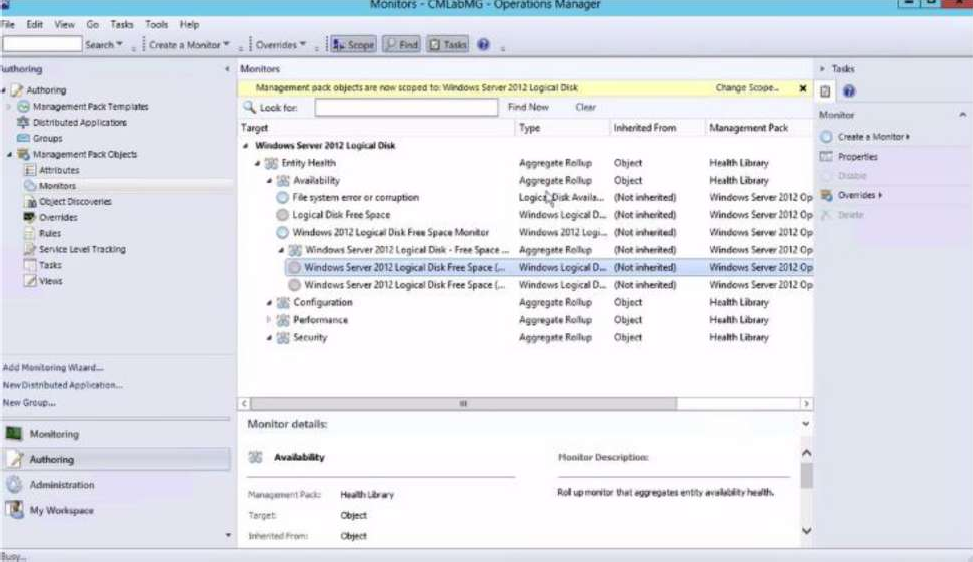 Monitors - CMLabMG - Operations Manager
File Edit View Go Tasks Tools Help
Search Create a Monitor Overrides Scope Find Tasks
Authoring
Authoring
Management Pack Templates
Distributed Applications
Groups
Management Pack Objects
Attributes
Monitors
Object Discoveries
Overrides
Rules
Service Level Tracking
Tasks
Views
Add Monitoring Wizard...
New Distributed Application...
New Group...
Monitoring
Authoring
Administration
My Workspace
Busy...
Monitors
Management pack objects are now scoped to: Windows Server 2012 Logical Disk Change Scope...
Look for: Find Now Clear
Target Type Inherited From Management Pack
Windows Server 2012 Logical Disk
Entity Health Aggregate Rollup Object Health Library
Availability Aggregate Rollup Object Health Library
File system error or corruption Logical Disk Availa... (Not inherited) Windows Server 2012 Op
Logical Disk Free Space Windows Logical D... (Not inherited) Windows Server 2012 Op
Windows 2012 Logical Disk Free Space Monitor Windows 2012 Logi... (Not inherited) Windows Server 2012 Op
Windows Server 2012 Logical Disk - Free Space ... Aggregate Rollup (Not inherited) Windows Server 2012 Op
Windows Server 2012 Logical Disk Free Space (... Windows Logical D... (Not inherited) Windows Server 2012 Op
Windows Server 2012 Logical Disk Free Space (... Windows Logical D... (Not inherited) Windows Server 2012 Op
Configuration Aggregate Rollup Object Health Library
Performance Aggregate Rollup Object Health Library
Security Aggregate Rollup Object Health Library
Monitor details:
Availability
Management Pack: Health Library
Target: Object
Inherited From: Object
Monitor Description:
Roll up monitor that aggregates entity availability health.
Tasks
Monitor
Create a Monitor
Properties
Disable
Overrides
Delete